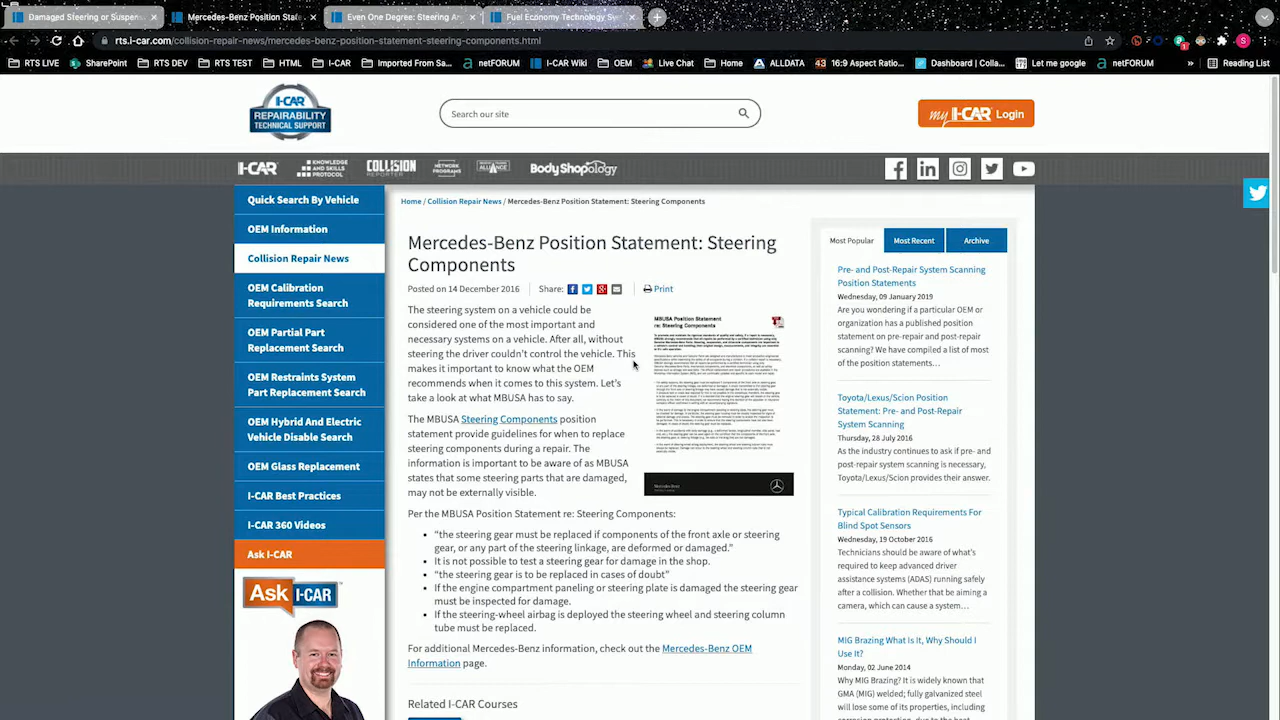 Damaged Steering or Suspens
Mercedes-Benz Position State
Even One Degree: Steering An
Fuel Economy Technology Sy
rts.i-car.com/collision-repair-news/mercedes-benz-position-statement-steering-components.html
RTS LIVE
SharePoint
RTS DEV
RTS TEST
HTML
I-CAR
Imported From Sa...
netFORUM
I-CAR Wiki
OEM
Live Chat
Home
ALLDATA
43 16:9 Aspect Ratio...
Dashboard | Colla...
Let me google
netFORUM
»
Reading List
I-CAR
REPAIRABILITY
TECHNICAL SUPPORT
Search our site
my I-CAR Login
I-CAR
KNOWLEDGE
AND SKILLS
PROTOCOL
COLLISION
REPORTER
NETWORK
PROGRAMS
ALLIANCE
BodyShopology
Quick Search By Vehicle
OEM Information
Collision Repair News
OEM Calibration
Requirements Search
OEM Partial Part
Replacement Search
OEM Restraints System
Part Replacement Search
OEM Hybrid And Electric
Vehicle Disable Search
OEM Glass Replacement
I-CAR Best Practices
I-CAR 360 Videos
Ask I-CAR
Ask I-CAR
Home / Collision Repair News / Mercedes-Benz Position Statement: Steering Components
Mercedes-Benz Position Statement: Steering
Components
Posted on 14 December 2016
Share:
Print
The steering system on a vehicle could be
considered one of the most important and
necessary systems on a vehicle. After all, without
steering the driver couldn't control the vehicle. This
makes it important to know what the OEM
recommends when it comes to this system. Let's
take a look at what MBUSA has to say.
MBUSA Position Statement
re: Steering Components
The MBUSA Steering Components position
statement provide guidelines for when to replace
steering components during a repair. The
information is important to be aware of as MBUSA
states that some steering parts that are damaged,
may not be externally visible.
Per the MBUSA Position Statement re: Steering Components:
• "the steering gear must be replaced if components of the front axle or steering
gear, or any part of the steering linkage, are deformed or damaged."
• It is not possible to test a steering gear for damage in the shop.
• "the steering gear is to be replaced in cases of doubt"
• If the engine compartment paneling or steering plate is damaged the steering gear
must be inspected for damage.
• If the steering-wheel airbag is deployed the steering wheel and steering column
tube must be replaced.
For additional Mercedes-Benz information, check out the Mercedes-Benz OEM
Information page.
Related I-CAR Courses
Most Popular
Most Recent
Archive
Pre- and Post-Repair System Scanning
Position Statements
Wednesday, 09 January 2019
Are you wondering if a particular OEM or
organization has a published position
statement on pre-repair and post-repair
scanning? We have compiled a list of most
of the position statements…
Toyota/Lexus/Scion Position
Statement: Pre- and Post-Repair
System Scanning
Thursday, 28 July 2016
As the industry continues to ask if pre- and
post-repair system scanning is necessary,
Toyota/Lexus/Scion provides their answer.
Typical Calibration Requirements For
Blind Spot Sensors
Wednesday, 19 October 2016
Technicians should be aware of what's
required to keep advanced driver
assistance systems (ADAS) running safely
after a collision. Whether that be aiming a
camera, which can cause a system…
MIG Brazing What Is It, Why Should I
Use It?
Monday, 02 June 2014
Why MIG Brazing? It is widely known that
GMA (MIG) welded; fully galvanized steel
will lose some of its properties, including